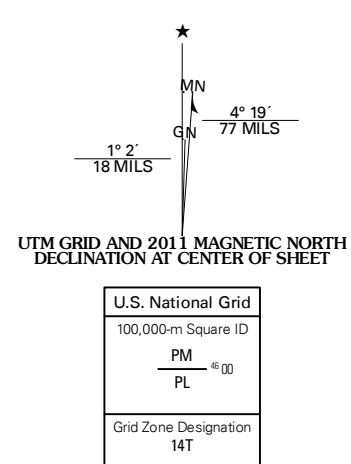 ★
MN
4° 19´
77 MILS
GN
1° 2´
18 MILS
UTM GRID AND 2011 MAGNETIC NORTH
DECLINATION AT CENTER OF SHEET
U.S. National Grid
100,000-m Square ID
PM
46 00
PL
Grid Zone Designation
14T